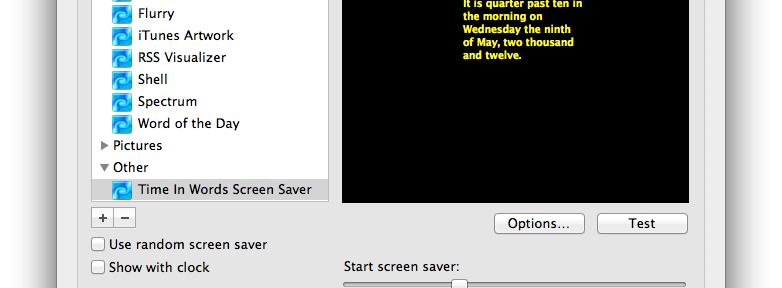 Flurry
iTunes Artwork
RSS Visualizer
Shell
Spectrum
Word of the Day
Pictures
Other
Time In Words Screen Saver
It is quarter past ten in
the morning on
Wednesday the ninth
of May, two thousand
and twelve.
+ −
Options... Test
Use random screen saver
Show with clock
Start screen saver: